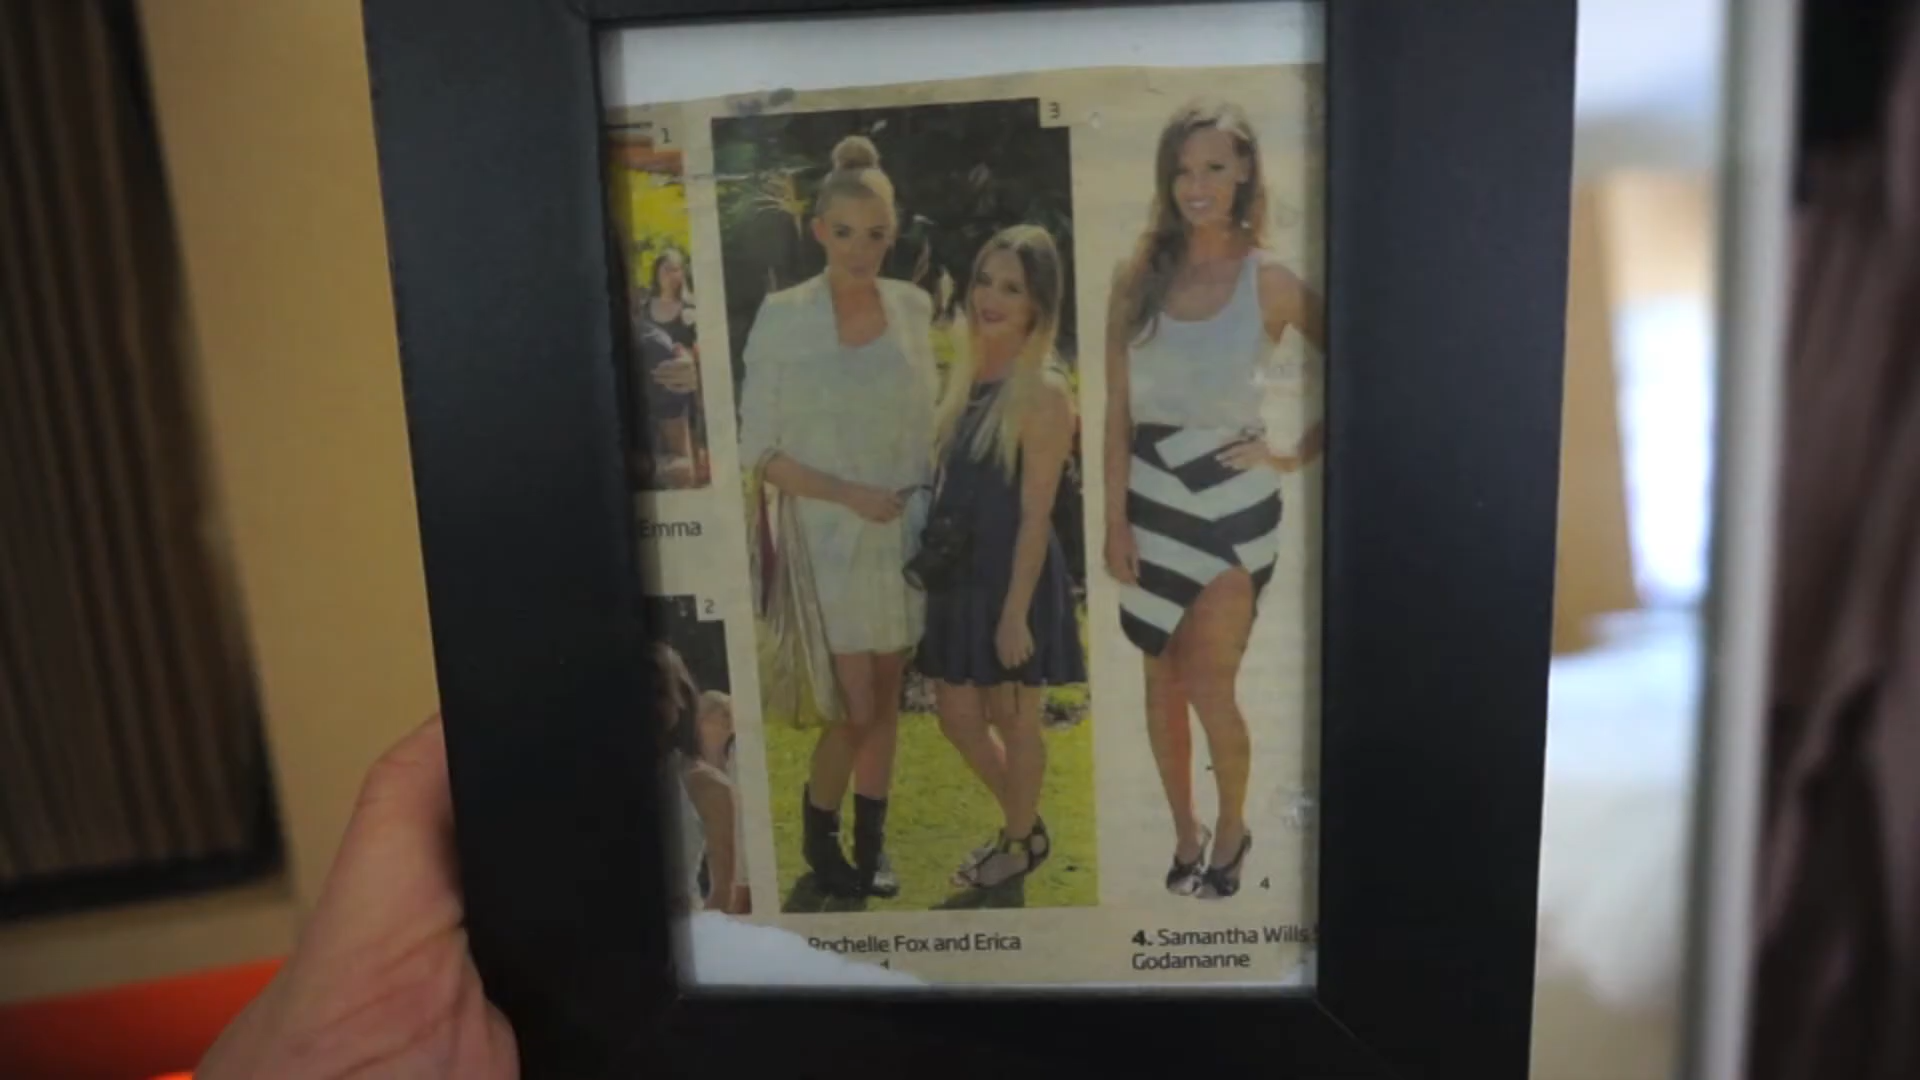 1
3
Emma
2
4
Rochelle Fox and Erica
4. Samantha Wills
Godamanne